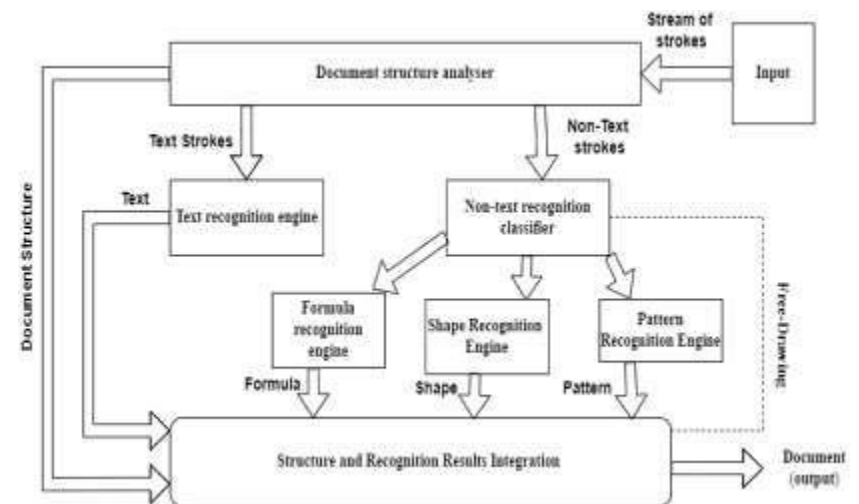 Stream of
strokes
Input
Document structure analyser
Text Strokes
Non-Text
strokes
Document Structure
Text
Text recognition engine
Non-text recognition
classifier
Free-Drawing
Formula
recognition
engine
Shape Recognition
Engine
Pattern
Recognition Engine
Formula
Shape
Pattern
Structure and Recognition Results Integration
Document
(output)